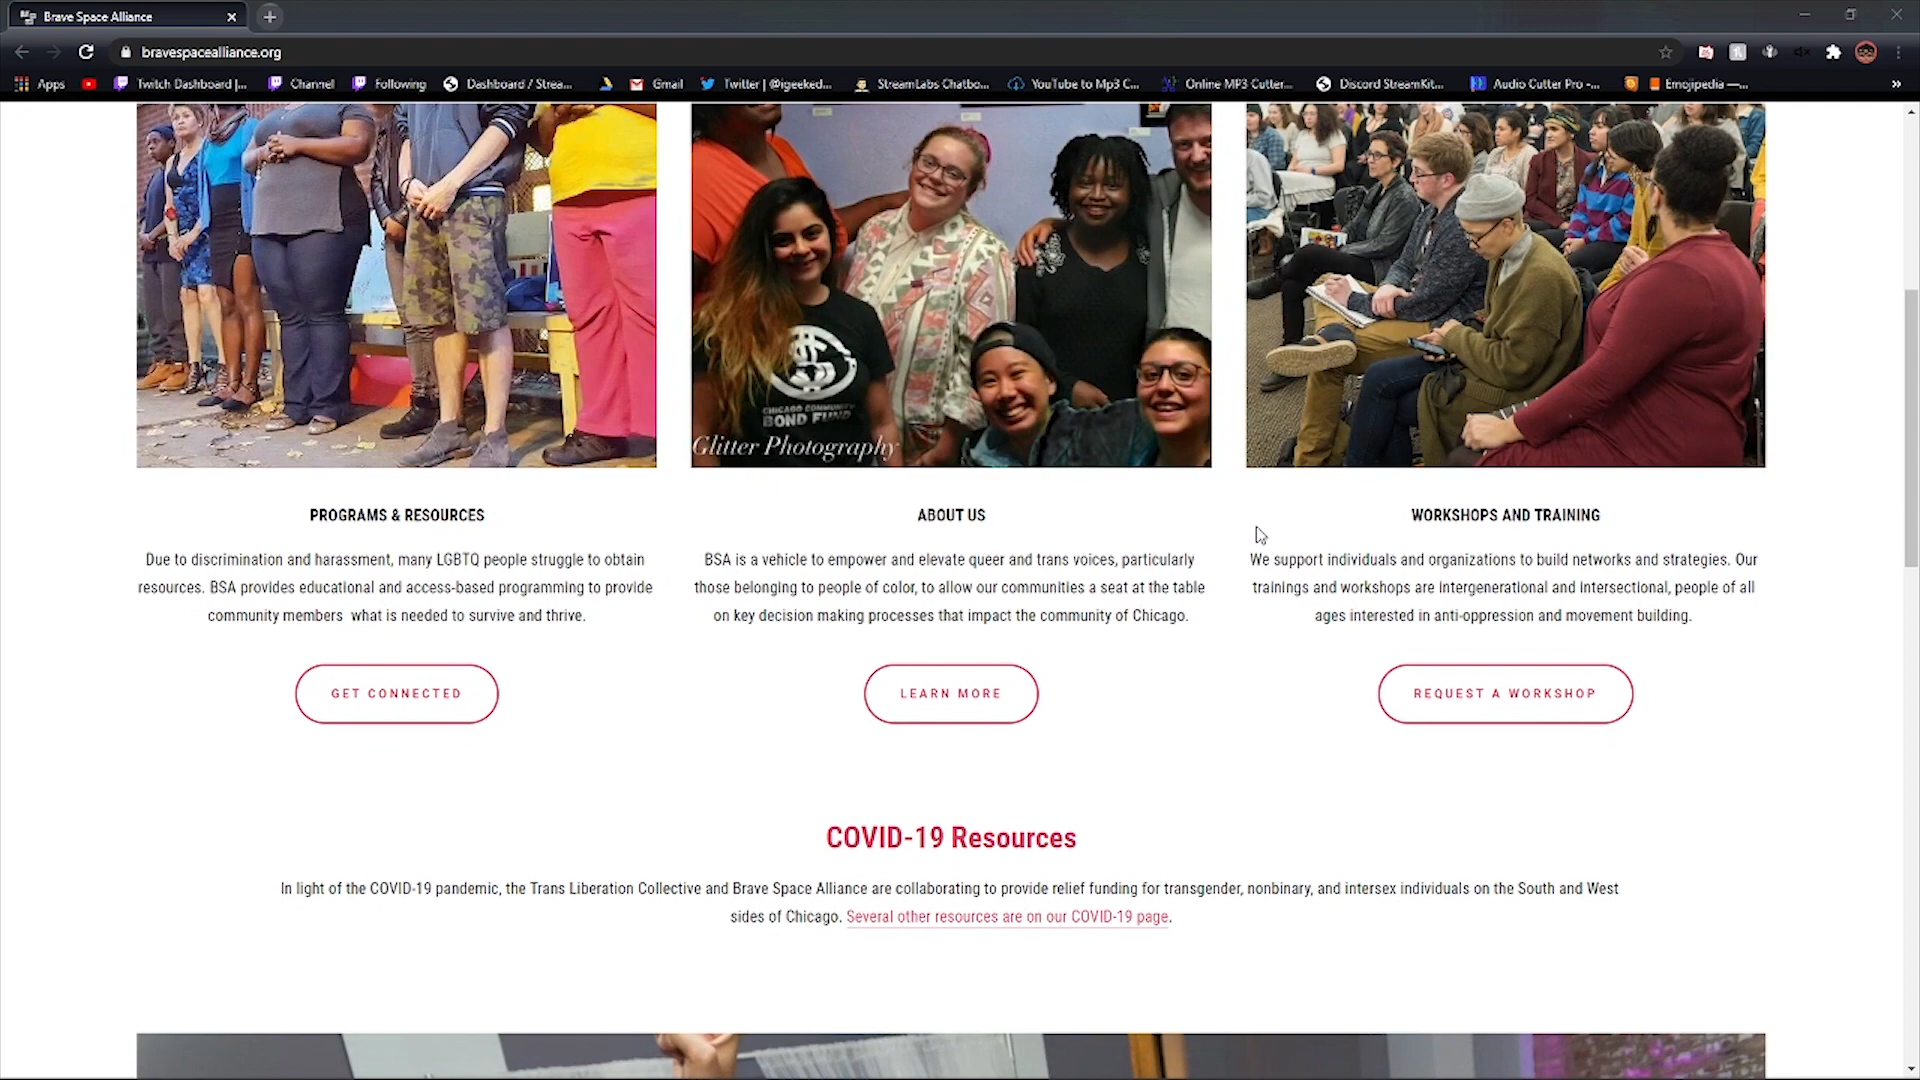 Brave Space Alliance
bravespacealliance.org
Apps
Twitch Dashboard |...
Channel
Following
Dashboard / Strea...
Gmail
Twitter | @igeeked...
StreamLabs Chatbo...
YouTube to Mp3 C...
Online MP3 Cutter...
Discord StreamKit...
Audio Cutter Pro -...
Emojipedia —...
»
CHICAGO COMMUNITY
BOND FUND
Glitter Photography
PROGRAMS & RESOURCES
Due to discrimination and harassment, many LGBTQ people struggle to obtain
resources. BSA provides educational and access-based programming to provide
community members what is needed to survive and thrive.
GET CONNECTED
ABOUT US
BSA is a vehicle to empower and elevate queer and trans voices, particularly
those belonging to people of color, to allow our communities a seat at the table
on key decision making processes that impact the community of Chicago.
LEARN MORE
WORKSHOPS AND TRAINING
We support individuals and organizations to build networks and strategies. Our
trainings and workshops are intergenerational and intersectional, people of all
ages interested in anti-oppression and movement building.
REQUEST A WORKSHOP
COVID-19 Resources
In light of the COVID-19 pandemic, the Trans Liberation Collective and Brave Space Alliance are collaborating to provide relief funding for transgender, nonbinary, and intersex individuals on the South and West
sides of Chicago. Several other resources are on our COVID-19 page.